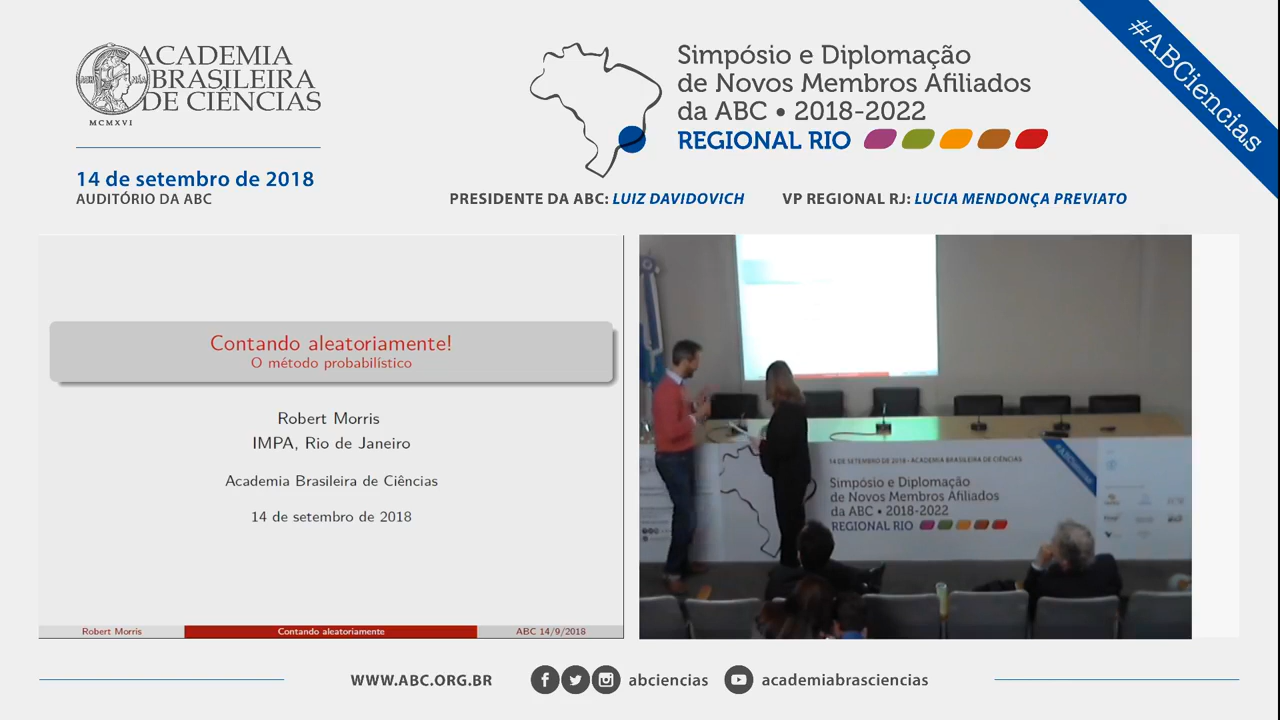 ACADEMIA
BRASILEIRA
DE CIÊNCIAS
MCMXVI
14 de setembro de 2018
AUDITÓRIO DA ABC
Simpósio e Diplomação
de Novos Membros Afiliados
da ABC • 2018-2022
REGIONAL RIO
#ABCiencias
PRESIDENTE DA ABC: LUIZ DAVIDOVICH
VP REGIONAL RJ: LUCIA MENDONÇA PREVIATO
Contando aleatoriamente!
O método probabilístico
Robert Morris
IMPA, Rio de Janeiro
Academia Brasileira de Ciências
14 de setembro de 2018
Robert Morris
Contando aleatoriamente
ABC 14/9/2018
14 DE SETEMBRO DE 2018 - ACADEMIA BRASILEIRA DE CIÊNCIAS
#ABCiencias
Simpósio e Diplomação
de Novos Membros Afiliados
da ABC • 2018-2022
REGIONAL RIO
WWW.ABC.ORG.BR
abciencias
academiabrasciencias